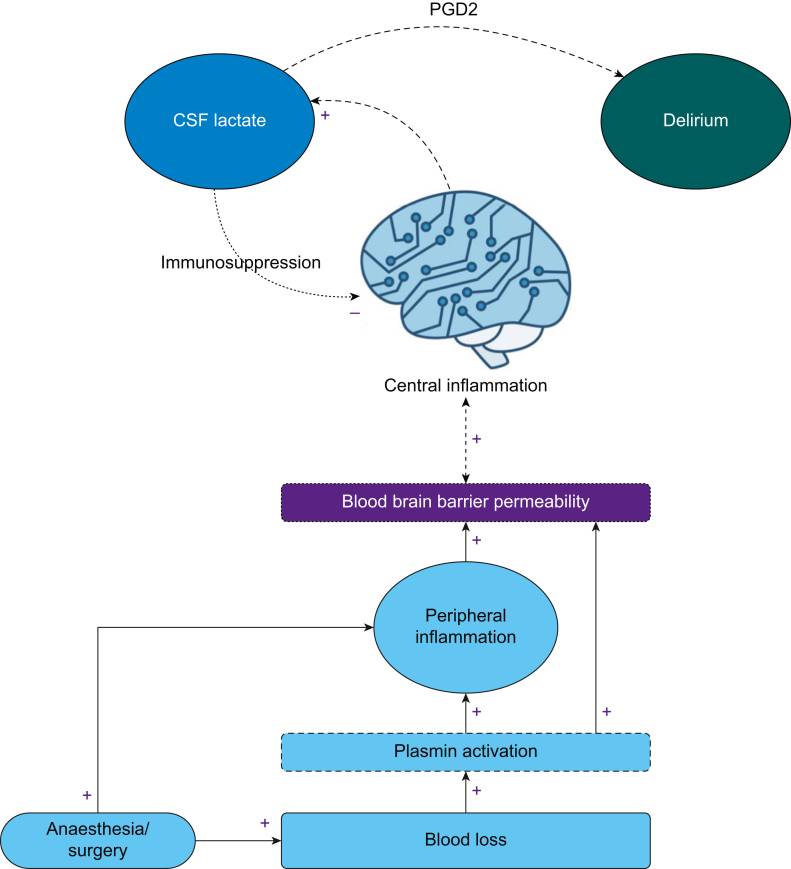 PGD2
CSF lactate
Delirium
+
Immunosuppression
–
Central inflammation
+
Blood brain barrier permeability
+
Peripheral
inflammation
+
+
Plasmin activation
+
+
Anaesthesia/
surgery
+
Blood loss